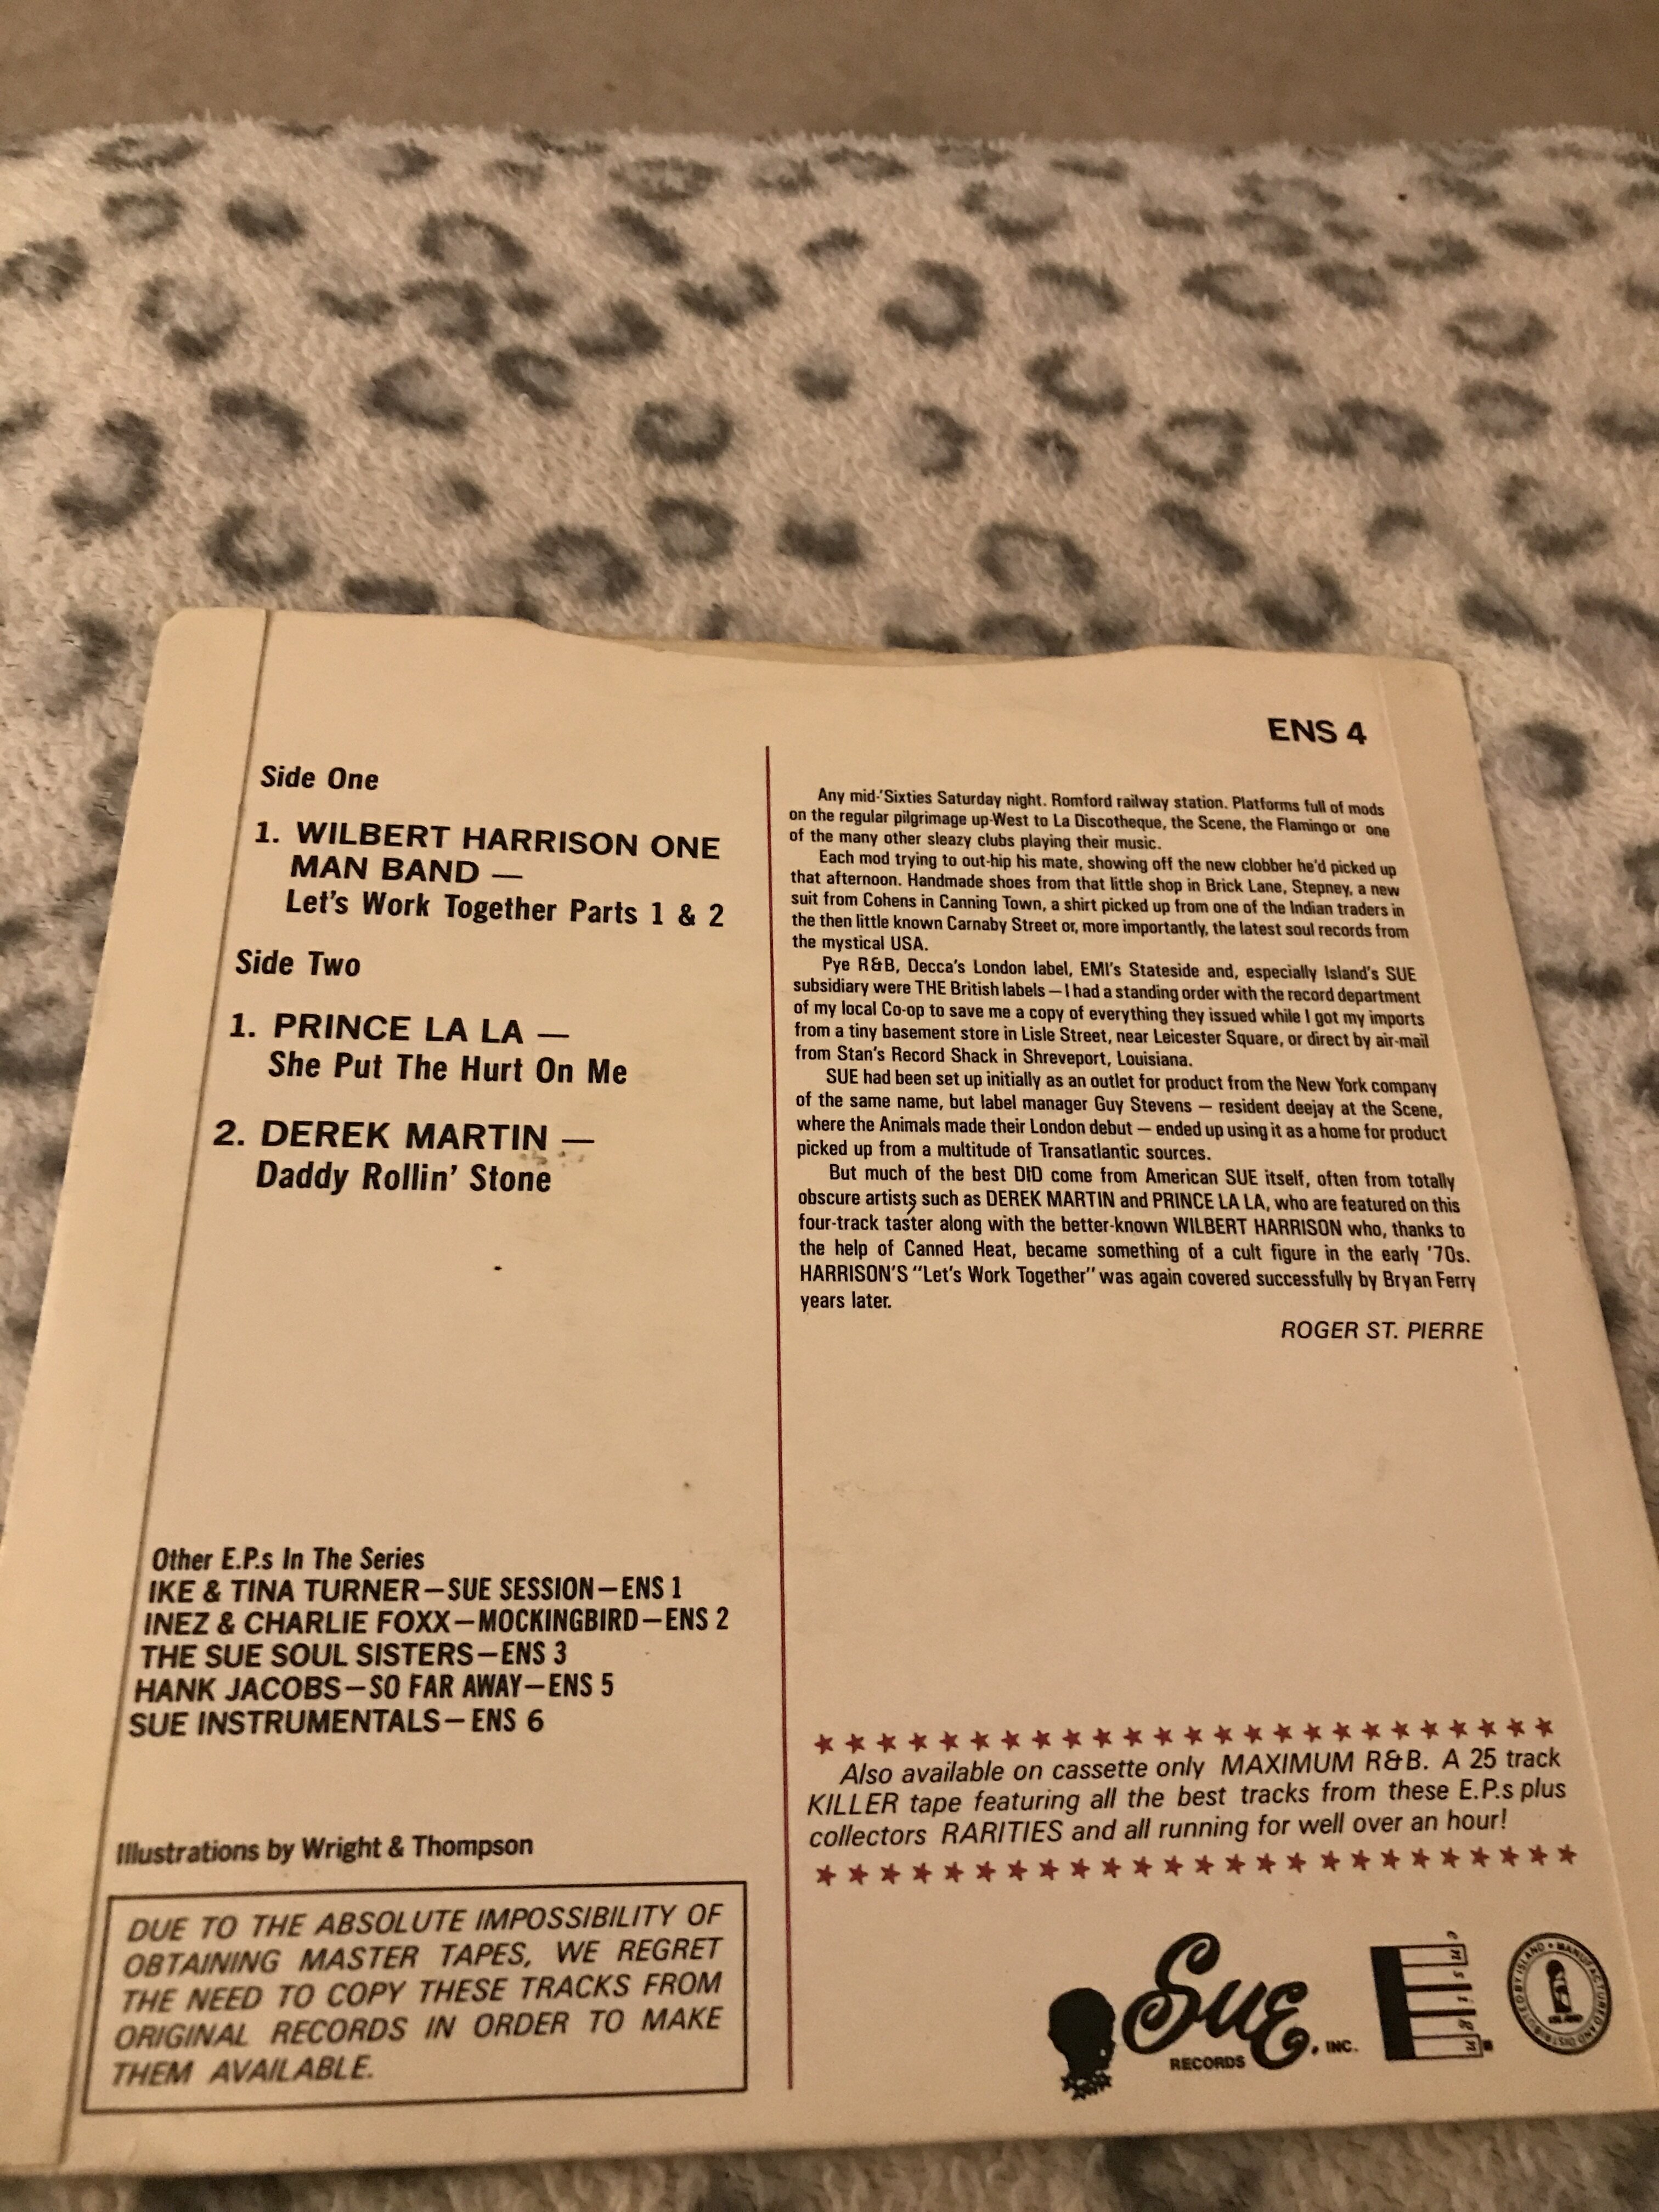 ENS 4
Side One
1. WILBERT HARRISON ONE
MAN BAND —
Let's Work Together Parts 1 & 2
Side Two
1. PRINCE LA LA —
She Put The Hurt On Me
2. DEREK MARTIN —
Daddy Rollin' Stone
Other E.P.s In The Series
IKE & TINA TURNER—SUE SESSION—ENS 1
INEZ & CHARLIE FOXX—MOCKINGBIRD—ENS 2
THE SUE SOUL SISTERS—ENS 3
HANK JACOBS—SO FAR AWAY—ENS 5
SUE INSTRUMENTALS—ENS 6
Illustrations by Wright & Thompson
DUE TO THE ABSOLUTE IMPOSSIBILITY OF
OBTAINING MASTER TAPES, WE REGRET
THE NEED TO COPY THESE TRACKS FROM
ORIGINAL RECORDS IN ORDER TO MAKE
THEM AVAILABLE.
Any mid-'Sixties Saturday night. Romford railway station. Platforms full of mods
on the regular pilgrimage up-West to La Discotheque, the Scene, the Flamingo or one
of the many other sleazy clubs playing their music.
Each mod trying to out-hip his mate, showing off the new clobber he'd picked up
that afternoon. Handmade shoes from that little shop in Brick Lane, Stepney, a new
suit from Cohens in Canning Town, a shirt picked up from one of the Indian traders in
the then little known Carnaby Street or, more importantly, the latest soul records from
the mystical USA.
Pye R&B, Decca's London label, EMI's Stateside and, especially Island's SUE
subsidiary were THE British labels — I had a standing order with the record department
of my local Co-op to save me a copy of everything they issued while I got my imports
from a tiny basement store in Lisle Street, near Leicester Square, or direct by air-mail
from Stan's Record Shack in Shreveport, Louisiana.
SUE had been set up initially as an outlet for product from the New York company
of the same name, but label manager Guy Stevens — resident deejay at the Scene,
where the Animals made their London debut — ended up using it as a home for product
picked up from a multitude of Transatlantic sources.
But much of the best DID come from American SUE itself, often from totally
obscure artists such as DEREK MARTIN and PRINCE LA LA, who are featured on this
four-track taster along with the better-known WILBERT HARRISON who, thanks to
the help of Canned Heat, became something of a cult figure in the early '70s.
HARRISON'S "Let's Work Together" was again covered successfully by Bryan Ferry
years later.
ROGER ST. PIERRE
Also available on cassette only MAXIMUM R&B. A 25 track
KILLER tape featuring all the best tracks from these E.P.s plus
collectors RARITIES and all running for well over an hour!
SUE
RECORDS, INC.
ensign
MANUFACTURED AND DISTRIBUTED BY ISLAND